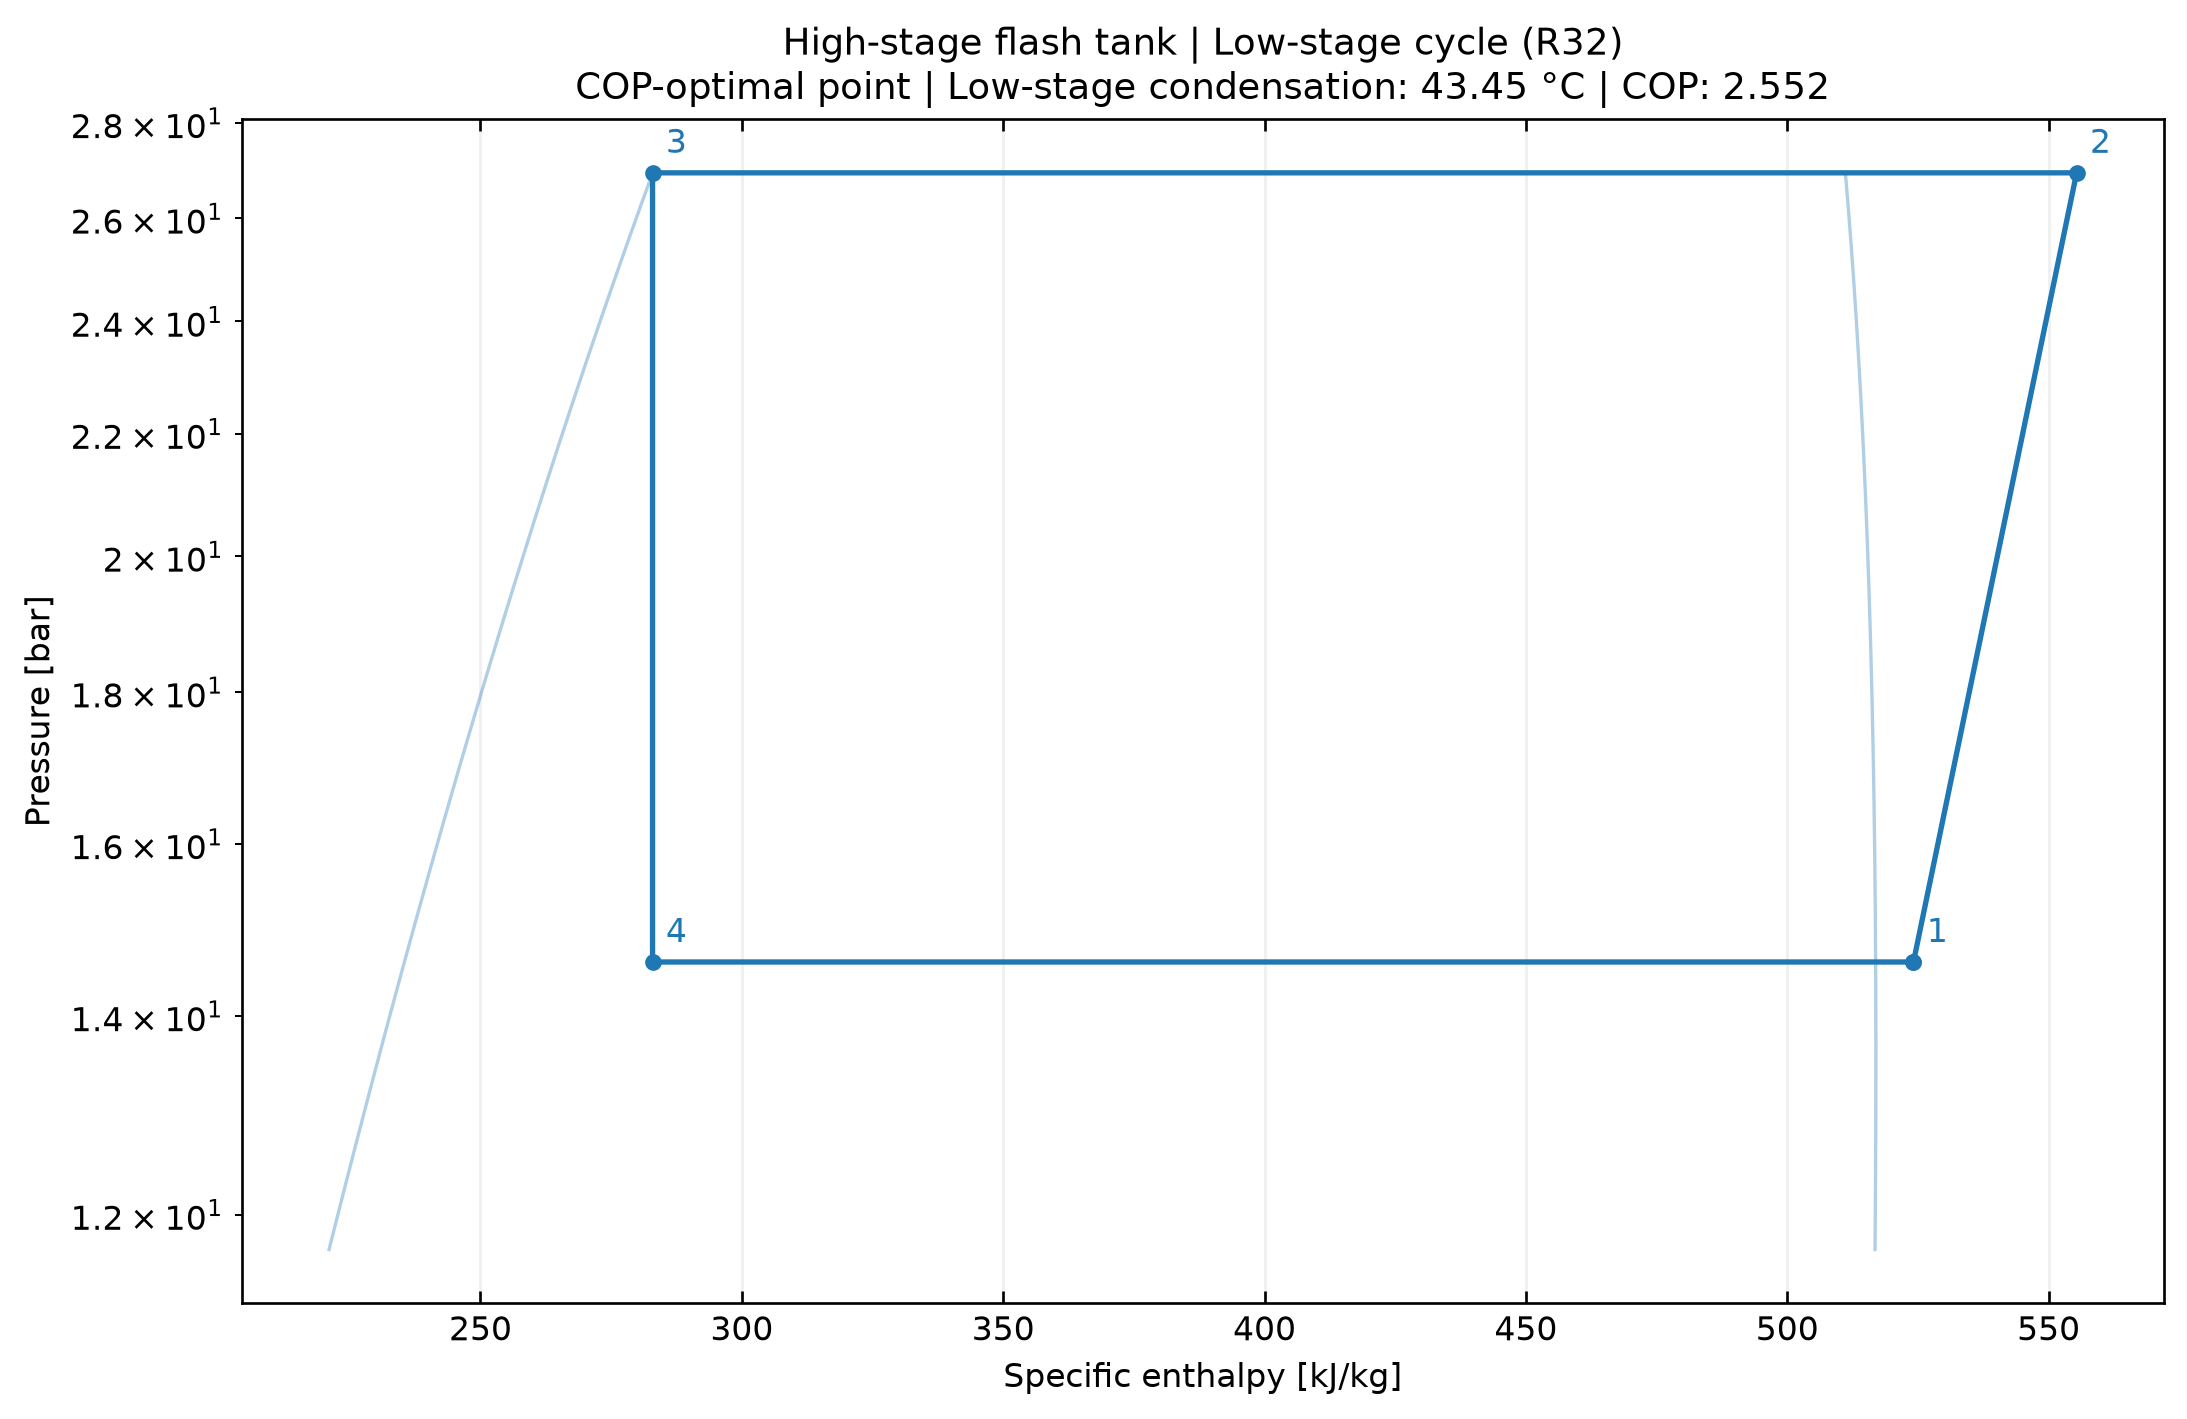 High-stage flash tank | Low-stage cycle (R32)
COP-optimal point | Low-stage condensation: 43.45 °C | COP: 2.552
2.8 × 10¹
2.6 × 10¹
2.4 × 10¹
2.2 × 10¹
2 × 10¹
1.8 × 10¹
1.6 × 10¹
1.4 × 10¹
1.2 × 10¹
Pressure [bar]
3
2
4
1
250 300 350 400 450 500 550
Specific enthalpy [kJ/kg]